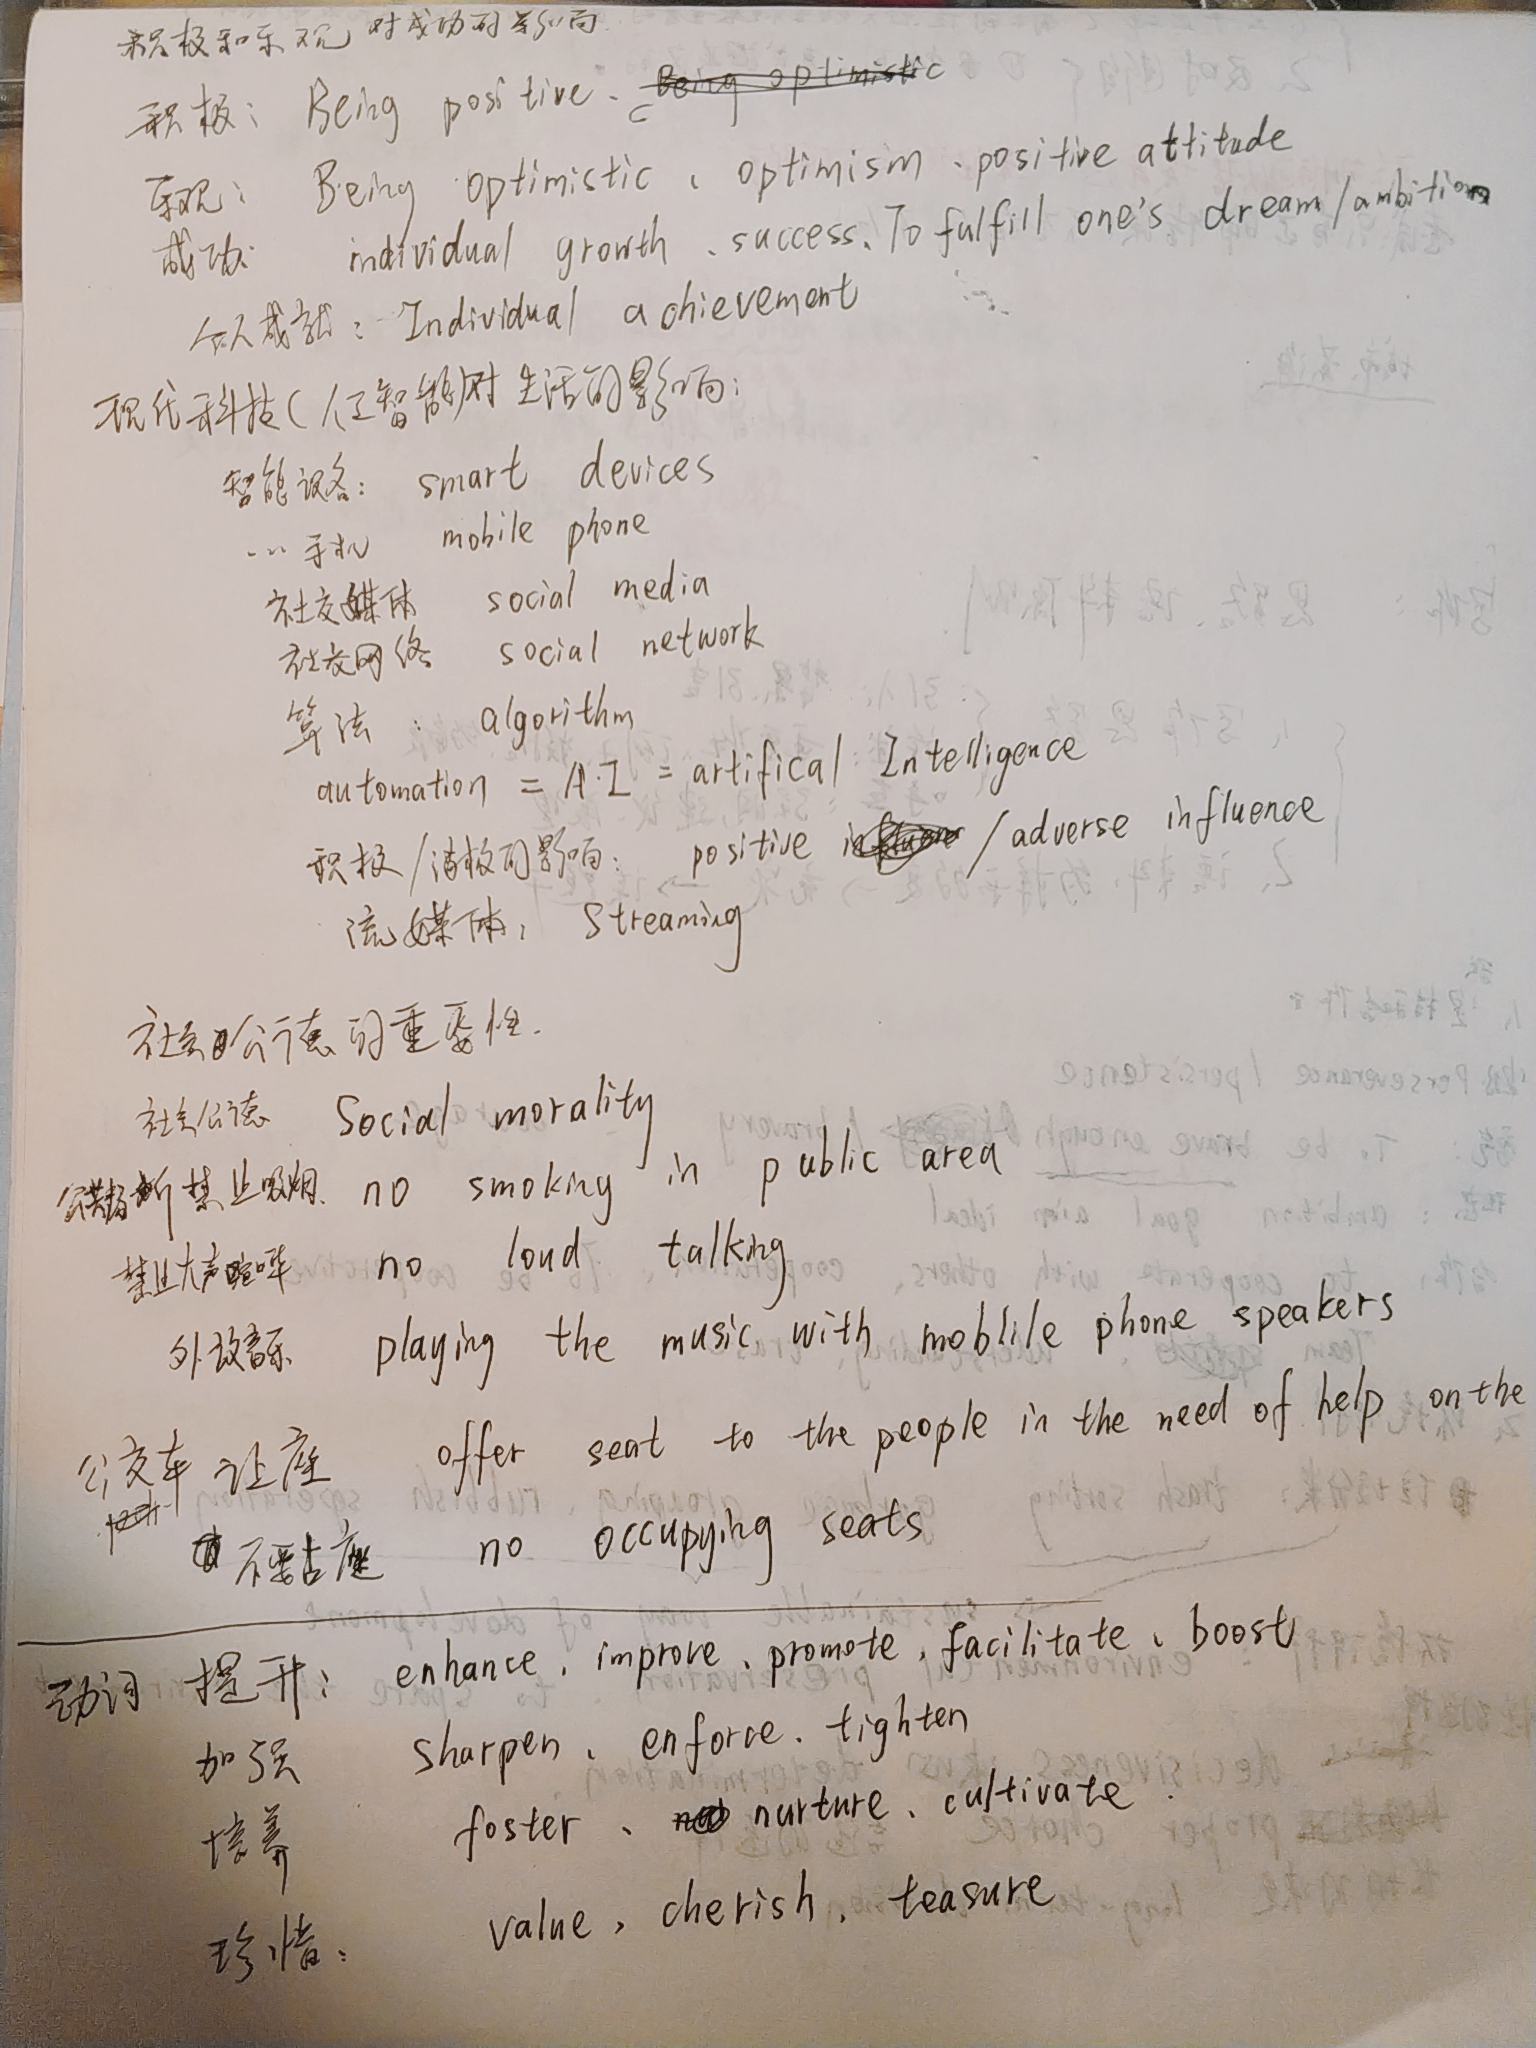 积极和乐观对成功的影响
积极: Being positive、
乐观: Being optimistic、optimism、positive attitude
成功: individual growth、success、To fulfill one's dream/ambition
个人成就: Individual achievement
现代科技(人工智能)对生活的影响:
智能设备: smart devices
... 手机 mobile phone
社交媒体 social media
社交网络 social network
算法: algorithm
automation = A.I = artifical Intelligence
积极/消极的影响: positive /adverse influence
流媒体: Streaming
社会公德的重要性.
社会公德 Social morality
公共场所禁止吸烟 no smoking in public area
禁止大声喧哗 no loud talking
外放音乐 playing the music with moblile phone speakers
公交车让座 offer seat to the people in the need of help on the
不要占座 no occupying seats
动词 提升: enhance、improve、promote、facilitate、boost
加强 sharpen、enforce、tighten
培养 foster、nurture、cultivate.
珍惜: value、cherish、teasure